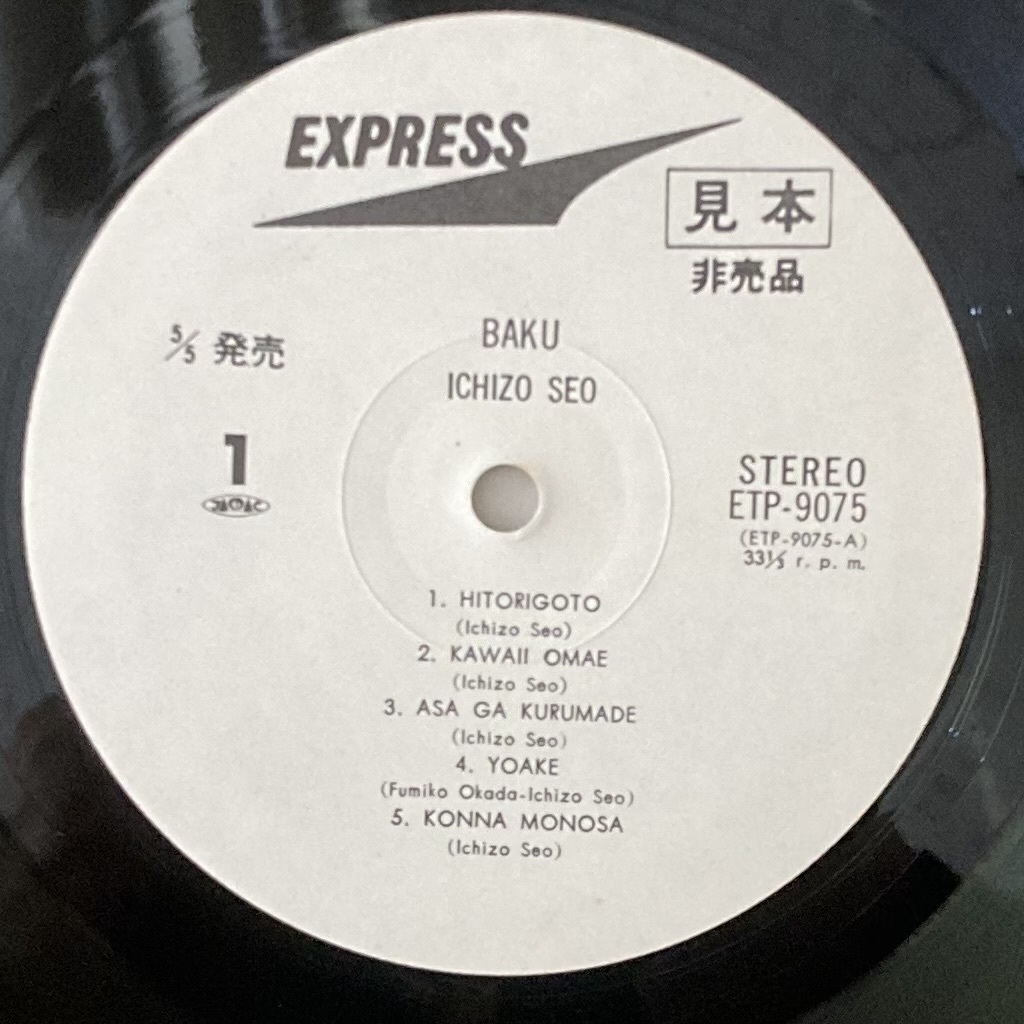 EXPRESS
見本
非売品
5/5 発売
BAKU
ICHIZO SEO
1
JASRAC
STEREO
ETP-9075
(ETP-9075-A)
33⅓ r. p. m.
1. HITORIGOTO
(Ichizo Seo)
2. KAWAII OMAE
(Ichizo Seo)
3. ASA GA KURUMADE
(Ichizo Seo)
4. YOAKE
(Fumiko Okada-Ichizo Seo)
5. KONNA MONOSA
(Ichizo Seo)